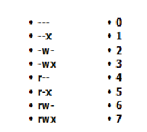 • --- • 0
• --x • 1
• -w- • 2
• -wx • 3
• r-- • 4
• r-x • 5
• rw- • 6
• rwx • 7